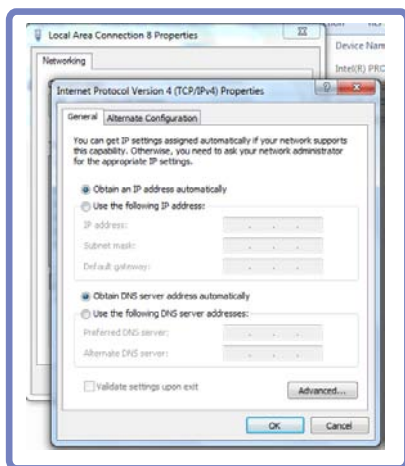 Local Area Connection 8 Properties
Device Nam
Networking
Intel(R) PRC
Internet Protocol Version 4 (TCP/IPv4) Properties
General
Alternate Configuration
You can get IP settings assigned automatically if your network supports
this capability. Otherwise, you need to ask your network administrator
for the appropriate IP settings.
Obtain an IP address automatically
Use the following IP address:
IP address:
Subnet mask:
Default gateway:
Obtain DNS server address automatically
Use the following DNS server addresses:
Preferred DNS server:
Alternate DNS server:
Validate settings upon exit
Advanced...
OK
Cancel